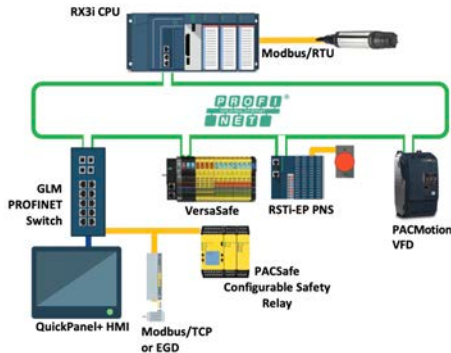 RX3i CPU
Modbus/RTU
PROFI
NET
GLM
PROFINET
Switch
VersaSafe
RSTi-EP PNS
PACMotion
VFD
PACSafe
Configurable Safety
Relay
QuickPanel+ HMI
Modbus/TCP
or EGD